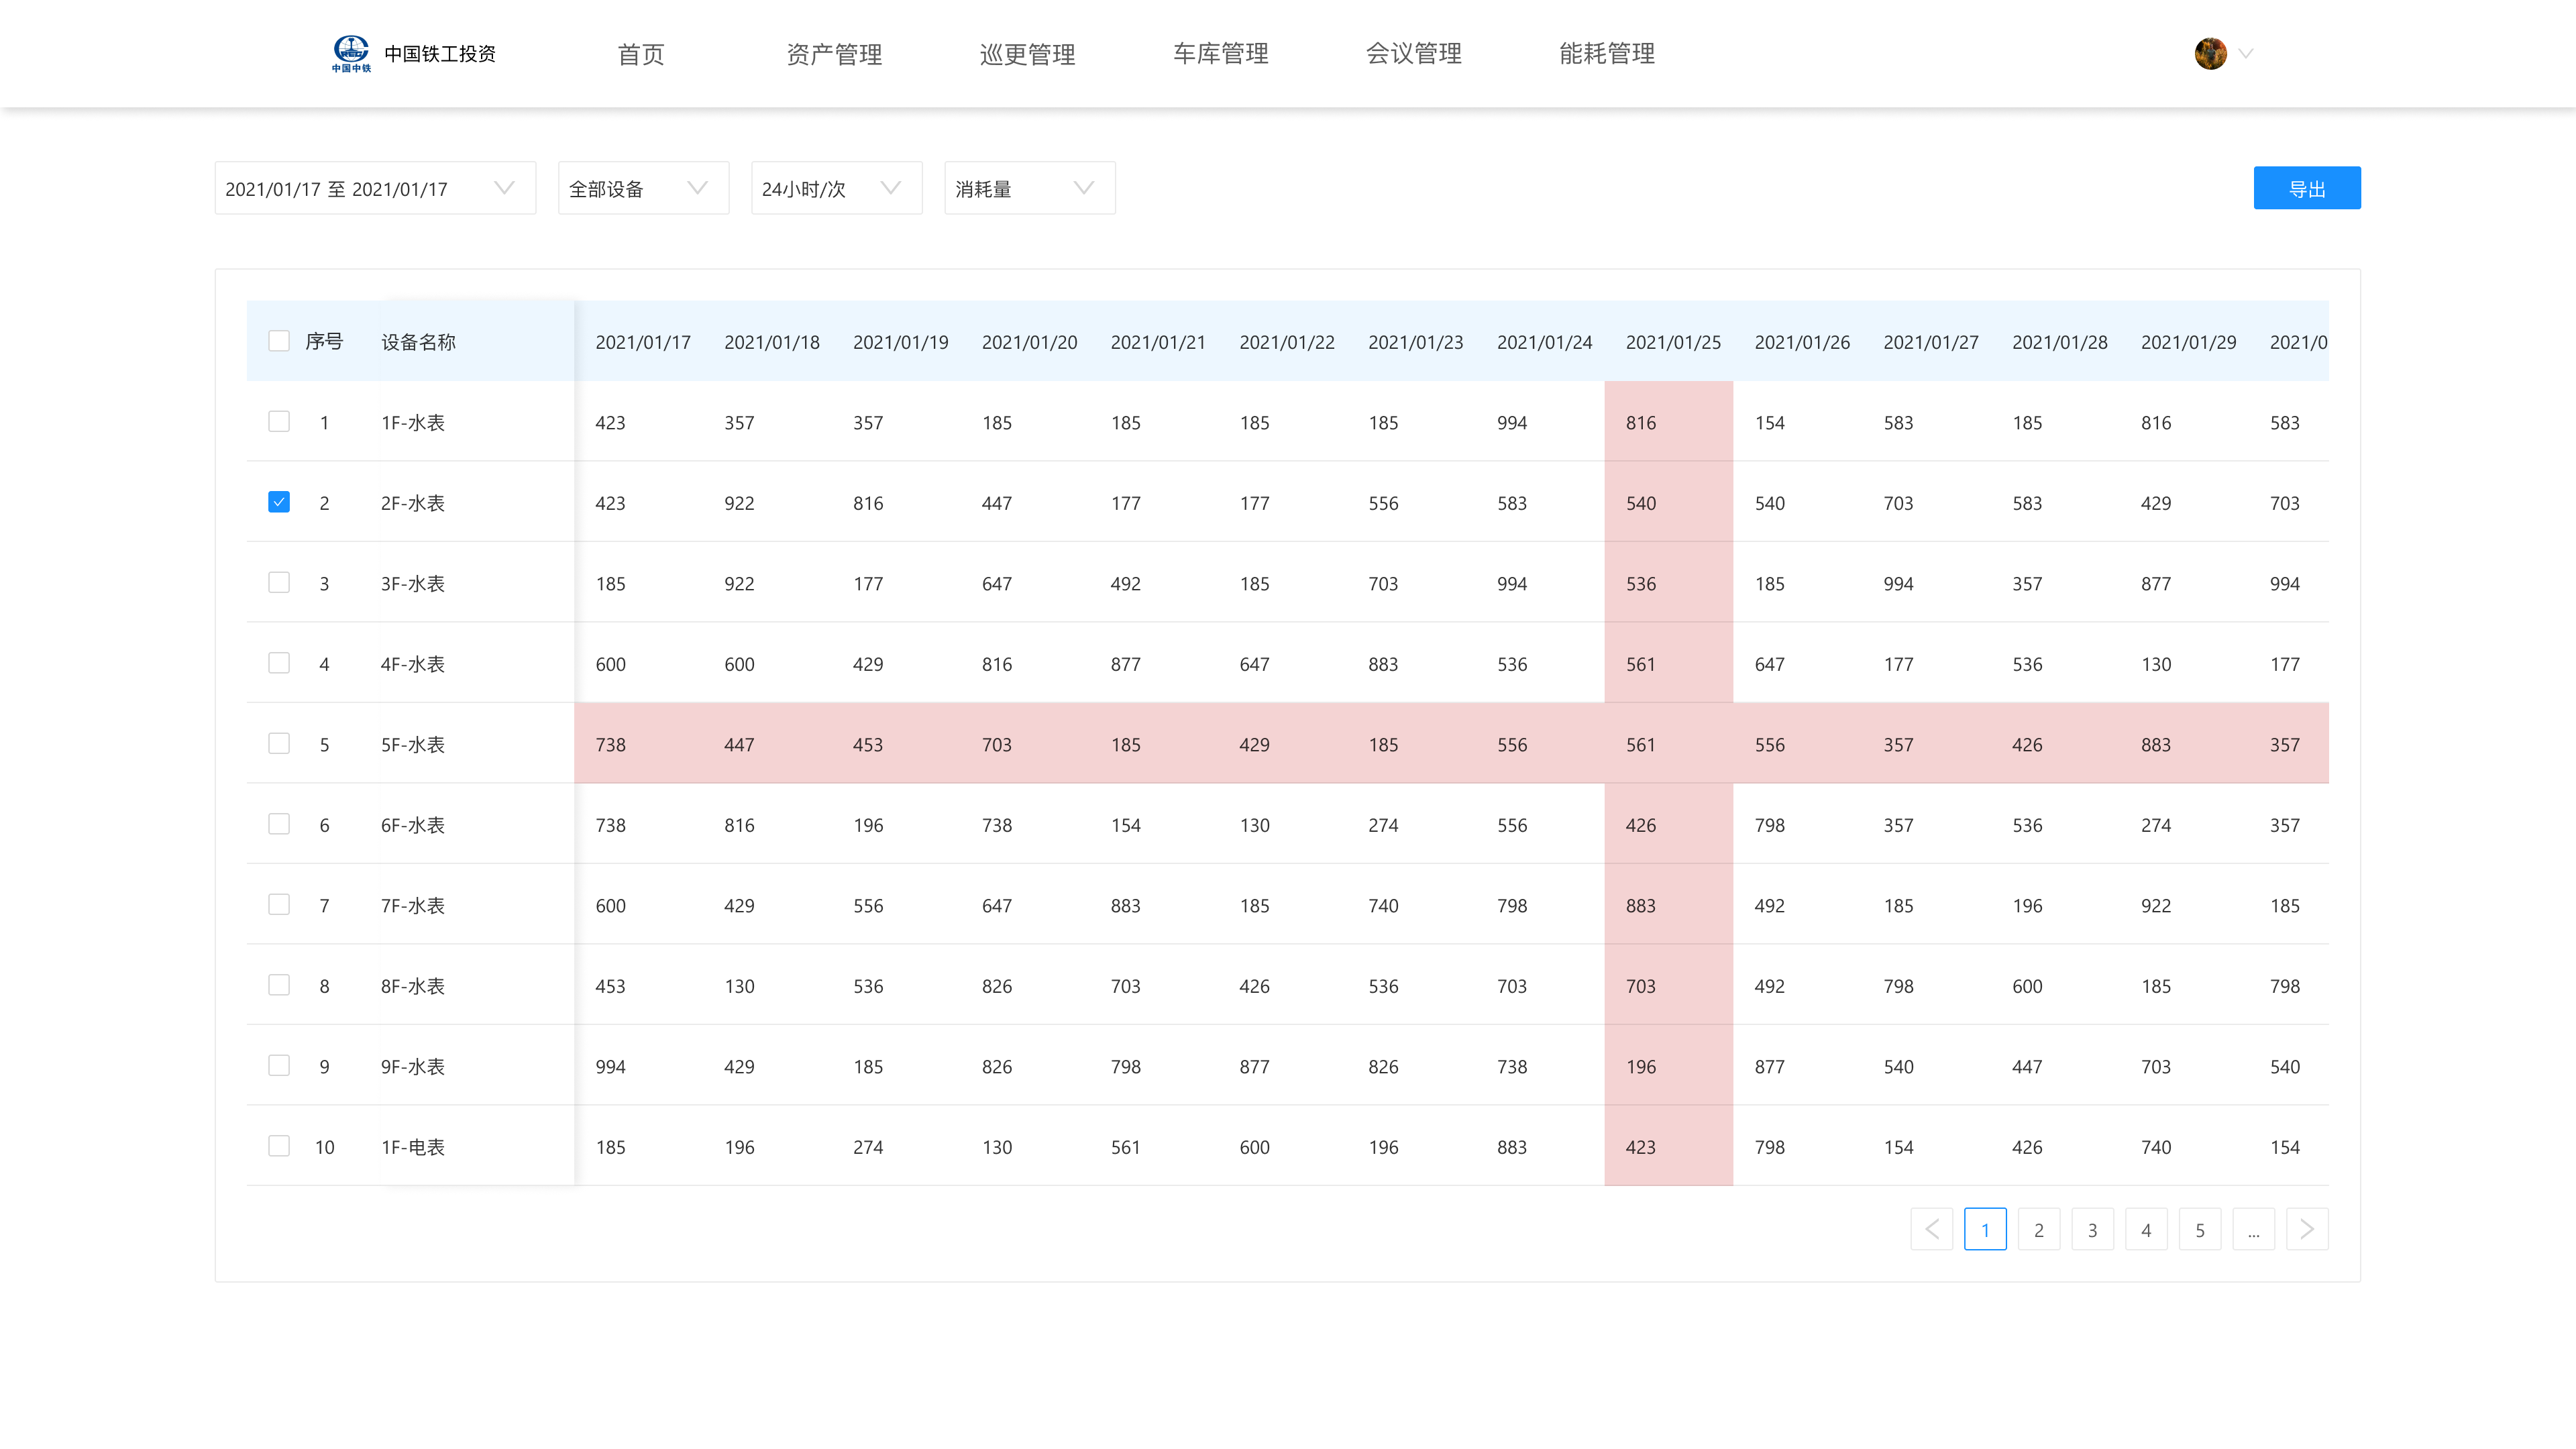 中国中铁 中国铁工投资 首页 资产管理 巡更管理 车库管理 会议管理 能耗管理
2021/01/17 至 2021/01/17 全部设备 24小时/次 消耗量 导出
序号 设备名称 2021/01/17 2021/01/18 2021/01/19 2021/01/20 2021/01/21 2021/01/22 2021/01/23 2021/01/24 2021/01/25 2021/01/26 2021/01/27 2021/01/28 2021/01/29 2021/0
1 1F-水表 423 357 357 185 185 185 185 994 816 154 583 185 816 583
2 2F-水表 423 922 816 447 177 177 556 583 540 540 703 583 429 703
3 3F-水表 185 922 177 647 492 185 703 994 536 185 994 357 877 994
4 4F-水表 600 600 429 816 877 647 883 536 561 647 177 536 130 177
5 5F-水表 738 447 453 703 185 429 185 556 561 556 357 426 883 357
6 6F-水表 738 816 196 738 154 130 274 556 426 798 357 536 274 357
7 7F-水表 600 429 556 647 883 185 740 798 883 492 185 196 922 185
8 8F-水表 453 130 536 826 703 426 536 703 703 492 798 600 185 798
9 9F-水表 994 429 185 826 798 877 826 738 196 877 540 447 703 540
10 1F-电表 185 196 274 130 561 600 196 883 423 798 154 426 740 154
1 2 3 4 5 ...